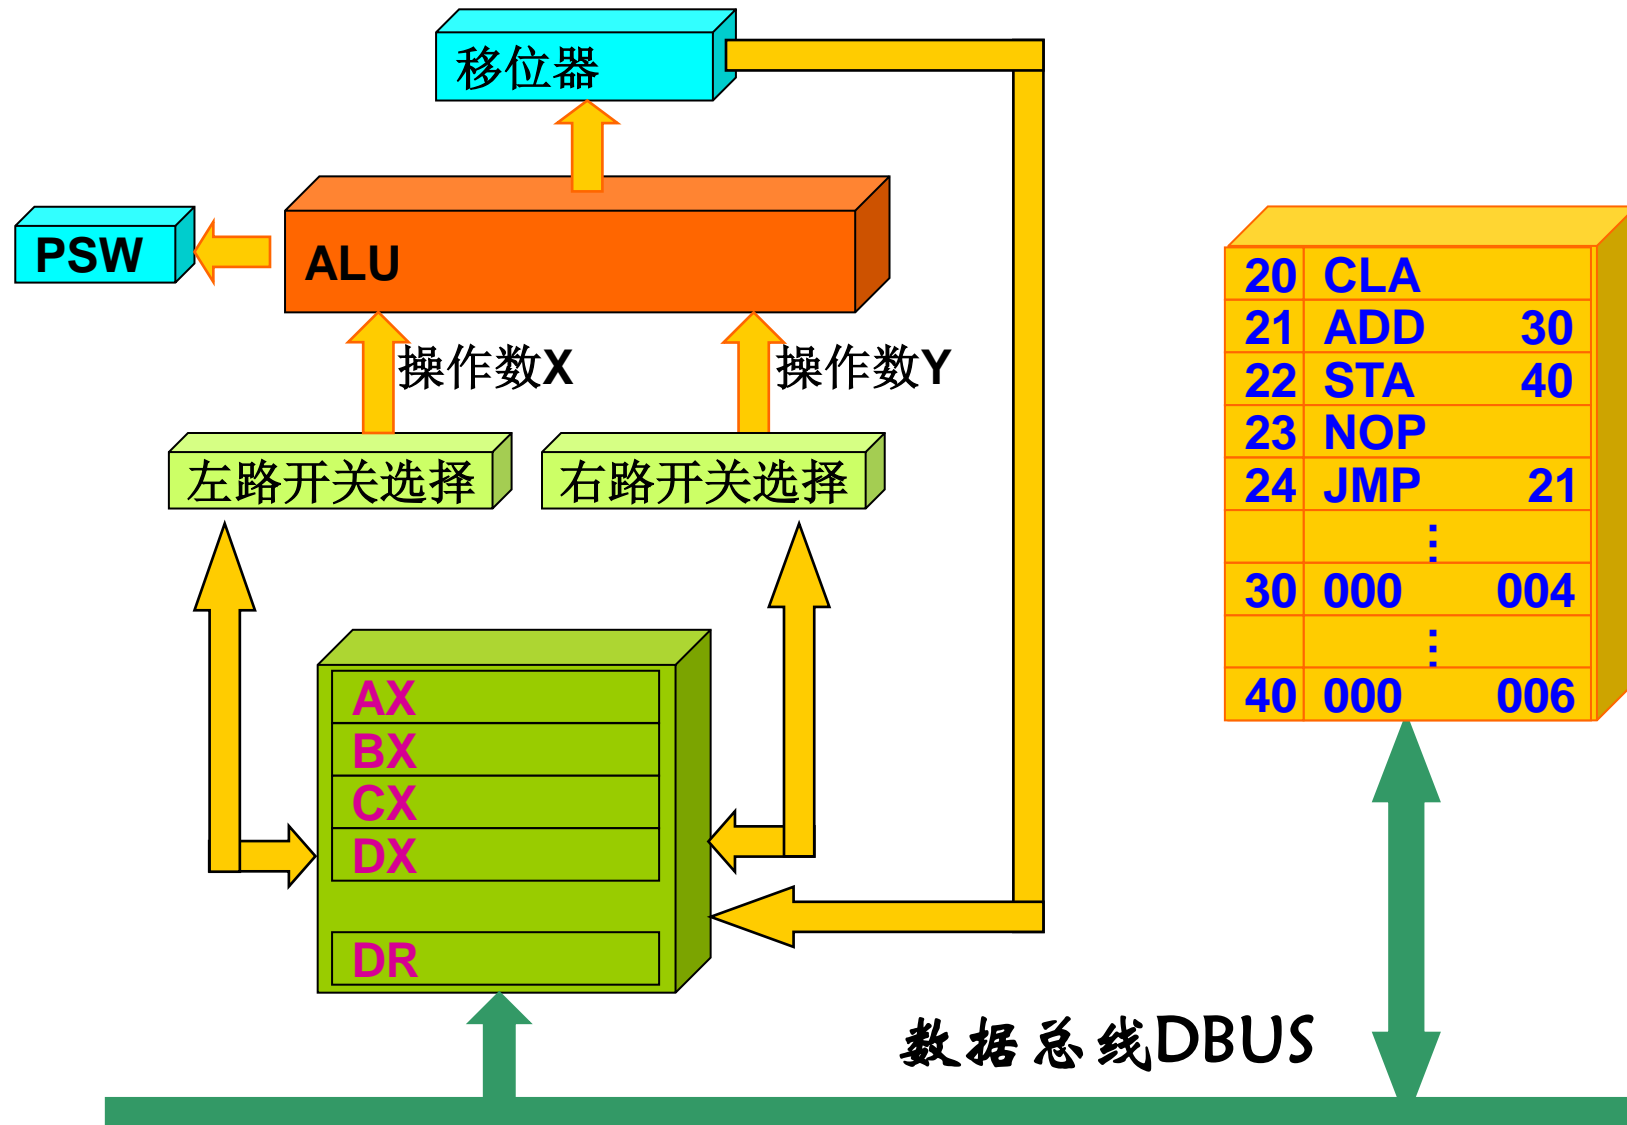 移位器
PSW
ALU
操作数X
操作数Y
左路开关选择
右路开关选择
AX
BX
CX
DX
DR
20 CLA
21 ADD 30
22 STA 40
23 NOP
24 JMP 21
⋮
30 000 004
⋮
40 000 006
数据总线DBUS